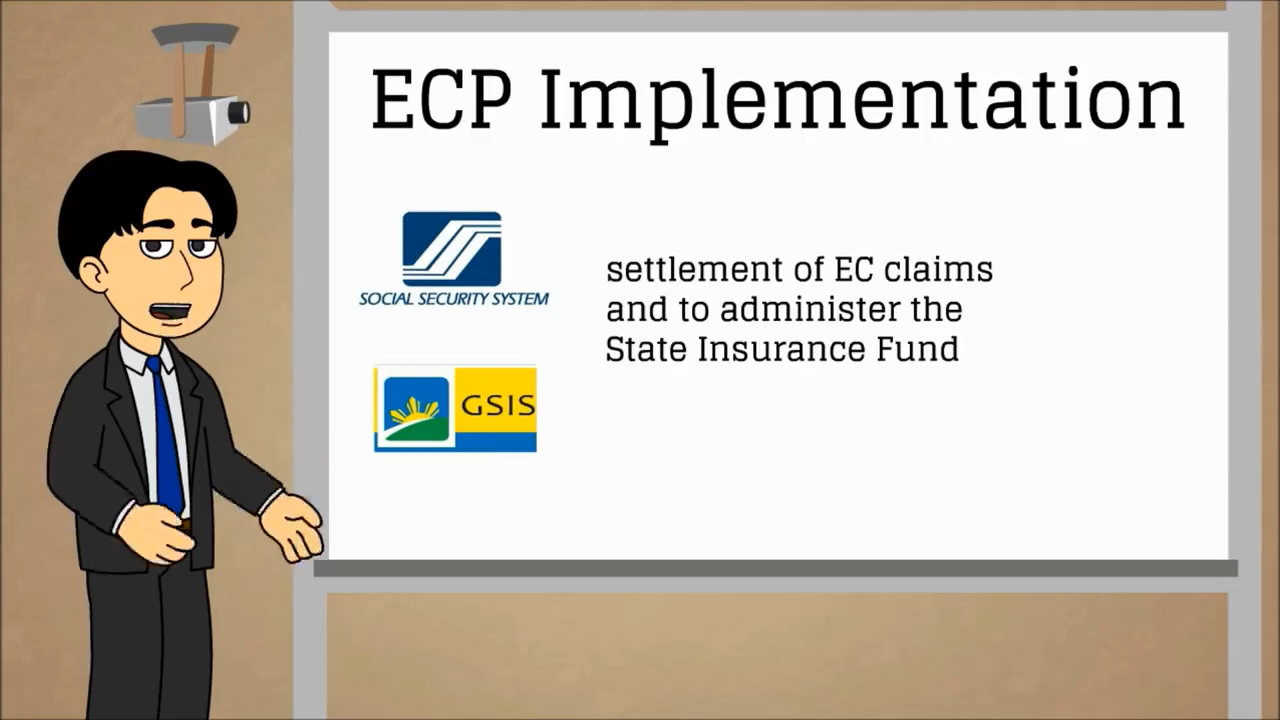 ECP Implementation
SOCIAL SECURITY SYSTEM
settlement of EC claims
and to administer the
State Insurance Fund
GSIS